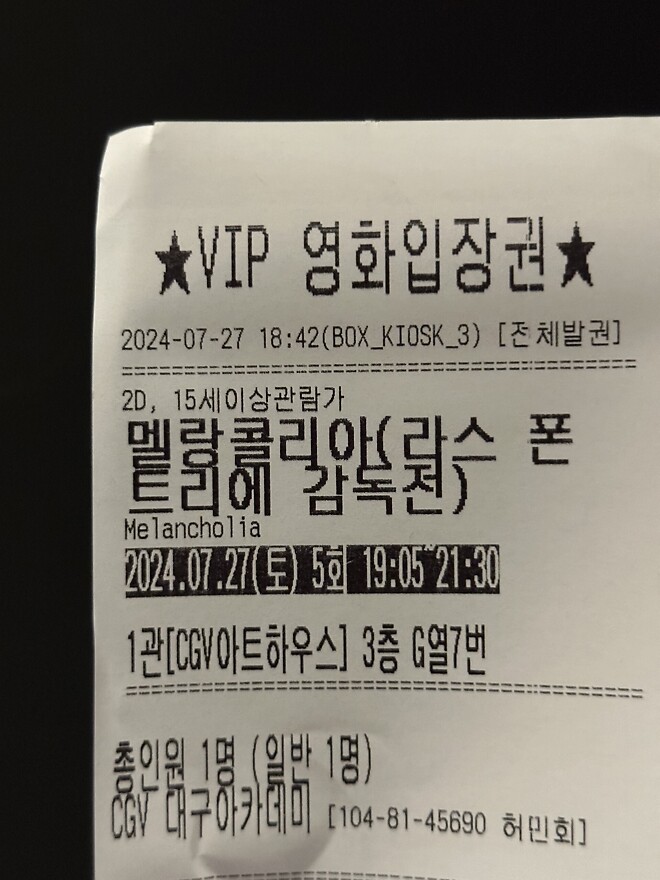 ★VIP 영화입장권★
2024-07-27 18:42(BOX_KIOSK_3) [전체발권]
================================================
2D, 15세이상관람가
멜랑콜리아(라스 폰
트리에 감독전)
Melancholia
2024.07.27(토) 5회 19:05~21:30
1관[CGV아트하우스] 3층 G열7번
================================================
총인원 1명 (일반 1명)
CGV 대구아카데미 [104-81-45690 허민회]